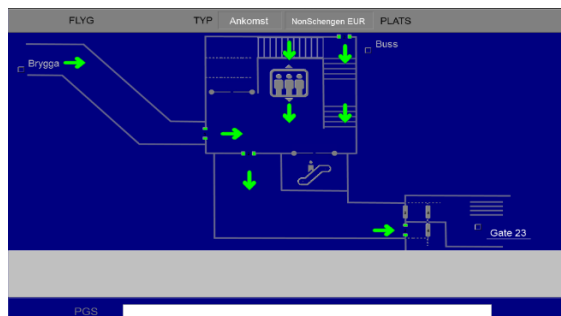 FLYG TYP Ankomst NonSchengen EUR PLATS
Buss
Brygga
Gate 23
PGS